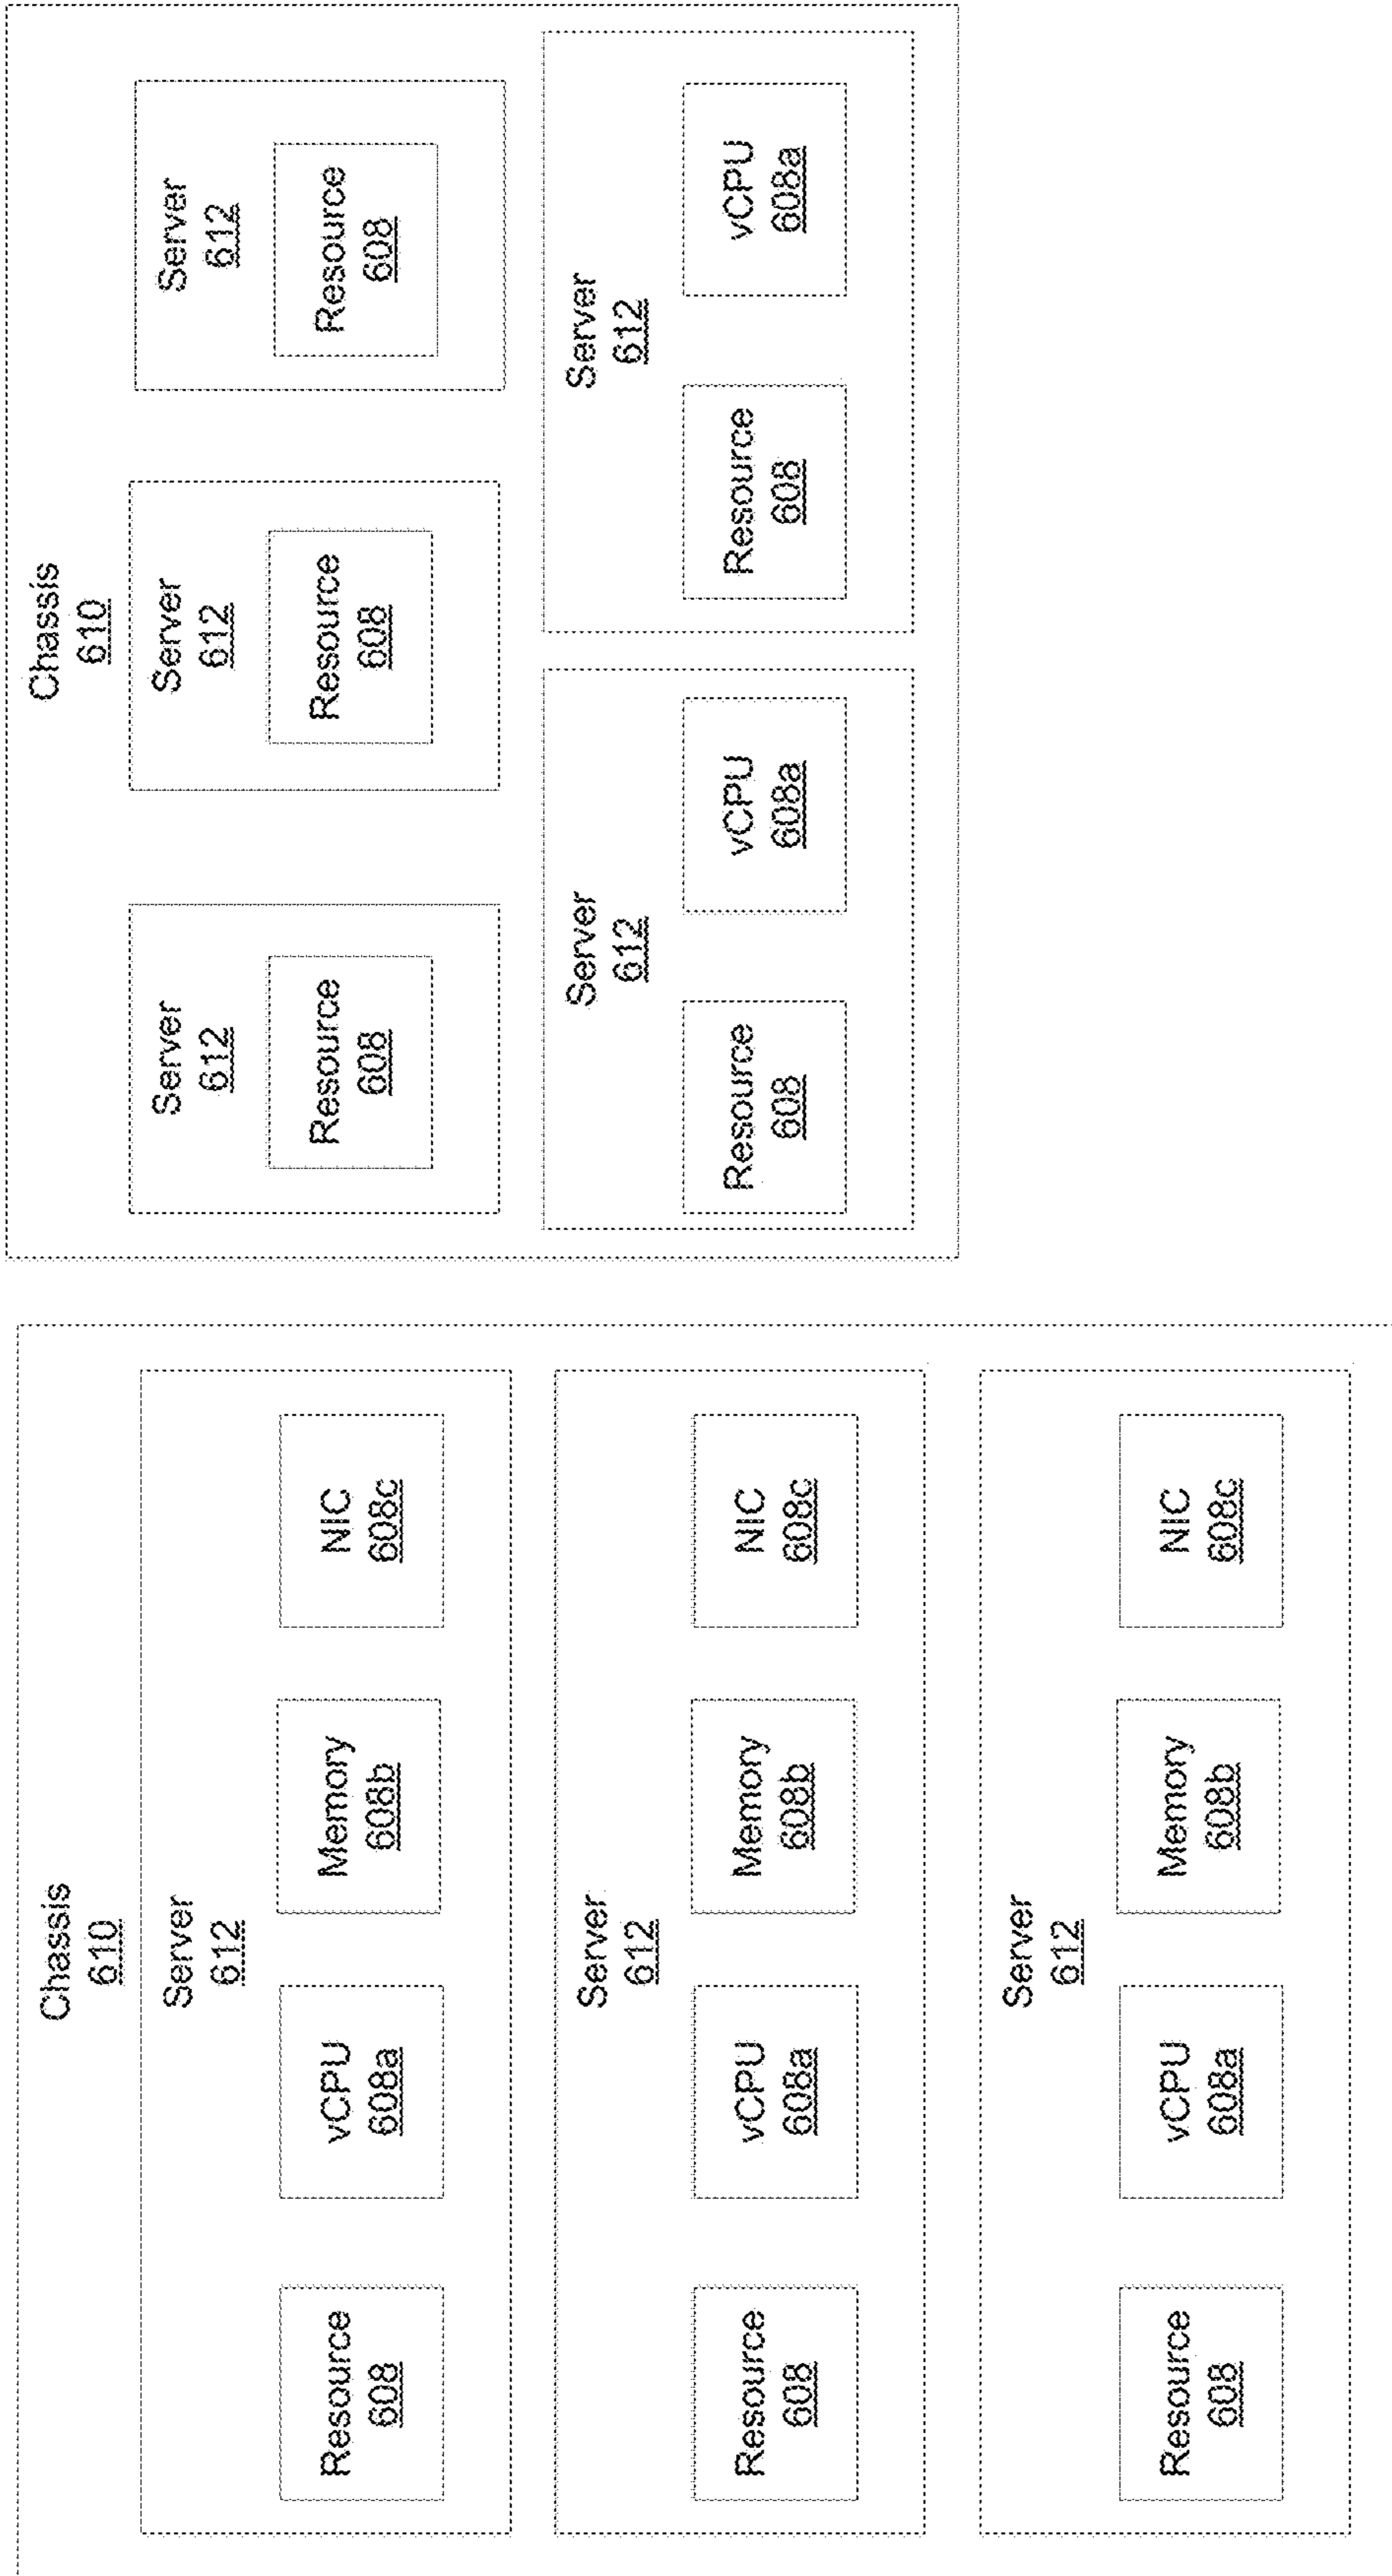 Chassis
610
Server
612
Resource
608
vCPU
608a
Memory
608b
NIC
608c
Server
612
Resource
608
vCPU
608a
Memory
608b
NIC
608c
Server
612
Resource
608
vCPU
608a
Memory
608b
NIC
608c
Chassis
610
Server
612
Resource
608
Server
612
Resource
608
Server
612
Resource
608
Server
612
Resource
608
vCPU
608a
Server
612
Resource
608
vCPU
608a